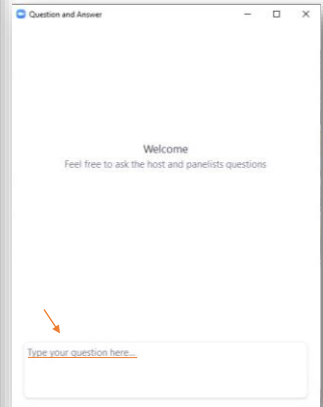 Question and Answer
Welcome
Feel free to ask the host and panelists questions
Type your question here...